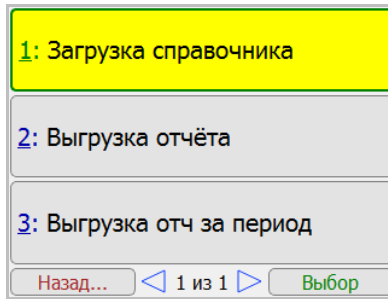 1: Загрузка справочника
2: Выгрузка отчёта
3: Выгрузка отч за период
Назад... 1 из 1 Выбор